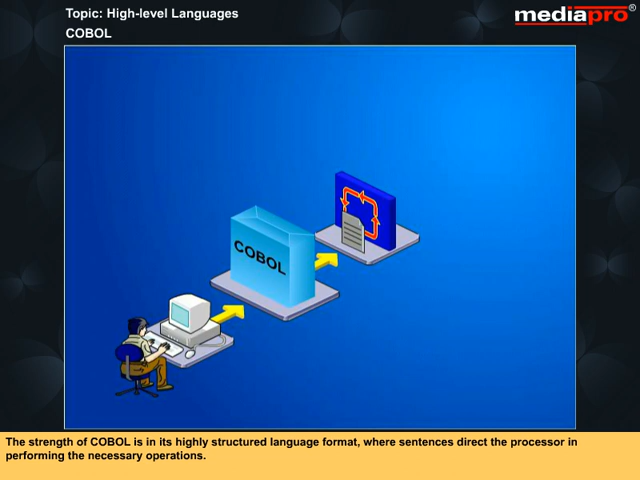 Topic: High-level Languages
mediapro®
COBOL
COBOL
The strength of COBOL is in its highly structured language format, where sentences direct the processor in
performing the necessary operations.